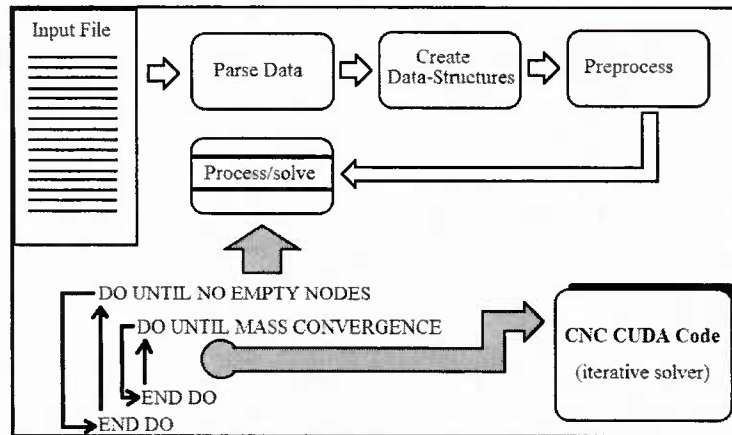 Input File
Parse Data
Create
Data-Structures
Preprocess
Process/solve
DO UNTIL NO EMPTY NODES
DO UNTIL MASS CONVERGENCE
END DO
END DO
CNC CUDA Code
(iterative solver)